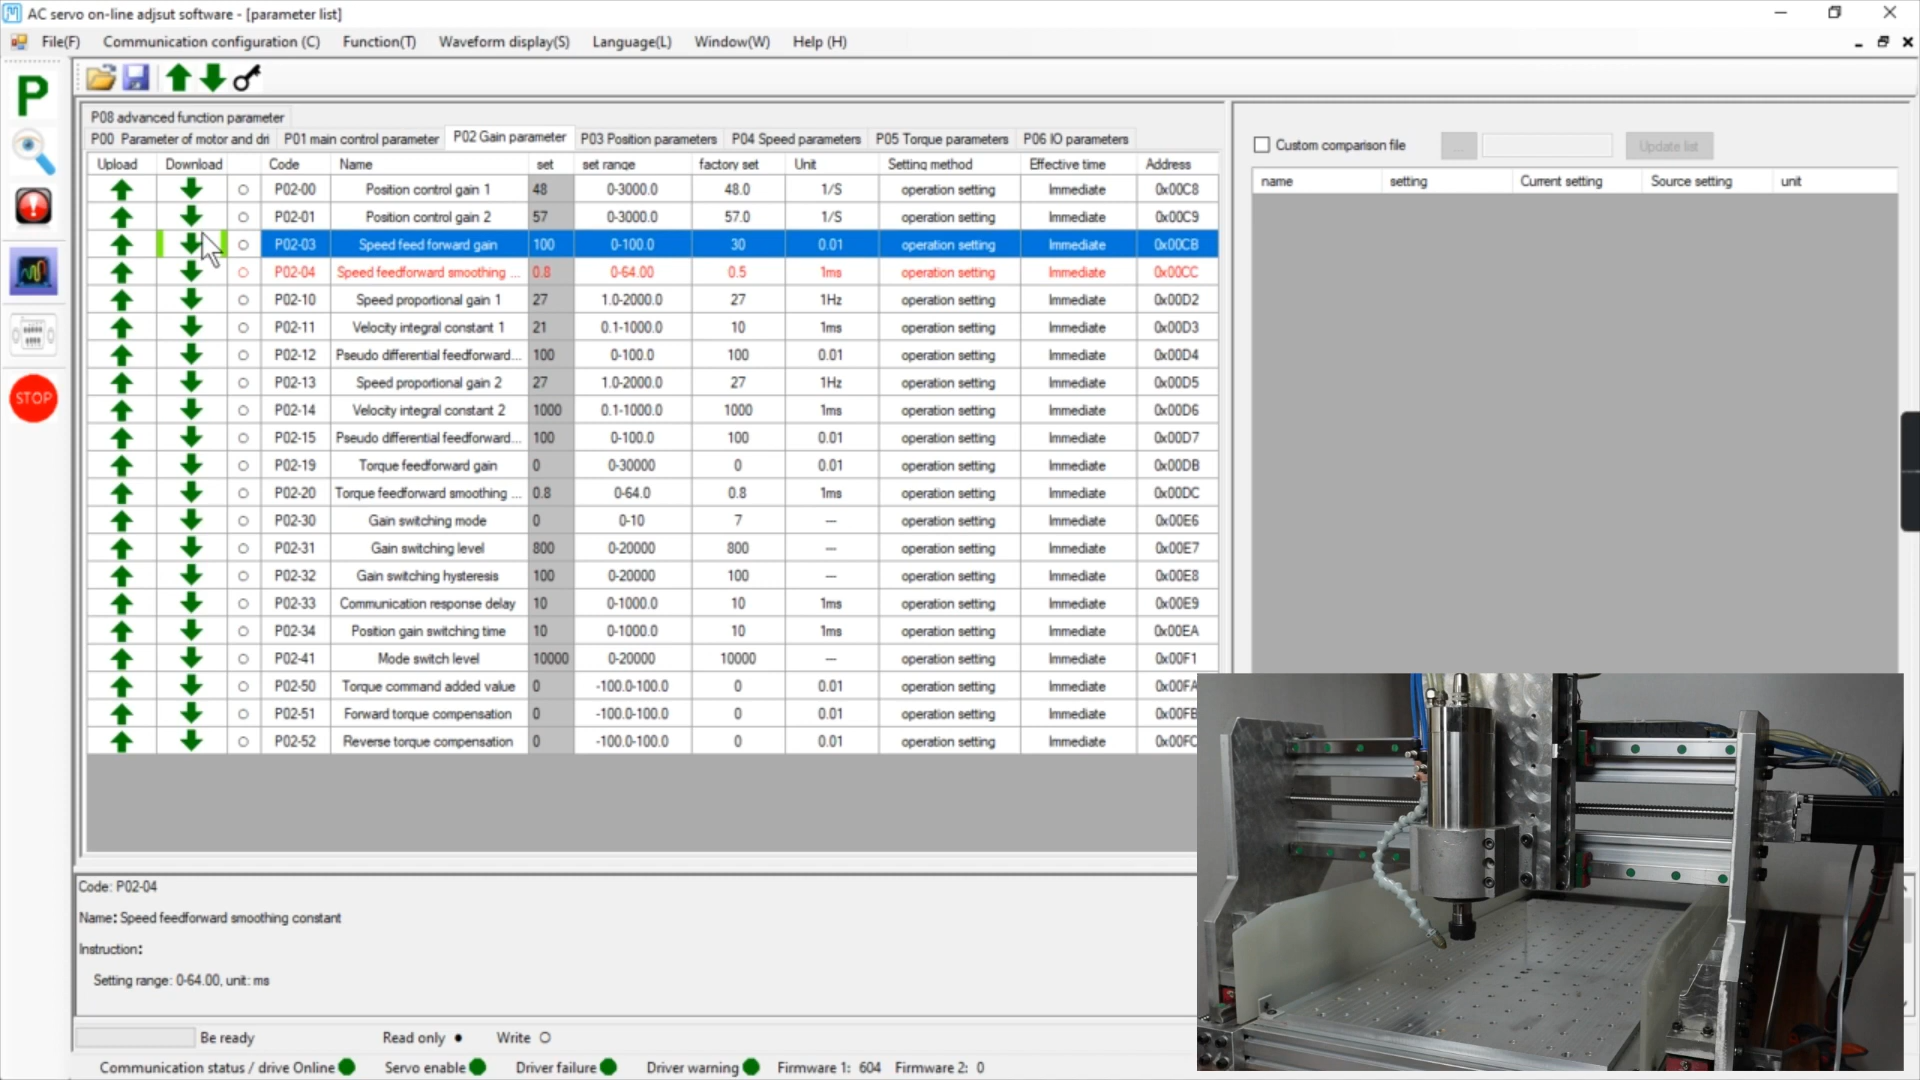 AC servo on-line adjsut software - [parameter list]
File(F) Communication configuration (C) Function(T) Waveform display(S) Language(L) Window(W) Help (H)
P
P08 advanced function parameter
P00 Parameter of motor and dri P01 main control parameter P02 Gain parameter P03 Position parameters P04 Speed parameters P05 Torque parameters P06 IO parameters
Custom comparison file ... Update list
Upload Download Code Name set set range factory set Unit Setting method Effective time Address
name setting Current setting Source setting unit
P02-00 Position control gain 1 48 0-3000.0 48.0 1/S operation setting Immediate 0x00C8
P02-01 Position control gain 2 57 0-3000.0 57.0 1/S operation setting Immediate 0x00C9
P02-03 Speed feed forward gain 100 0-100.0 30 0.01 operation setting Immediate 0x00CB
P02-04 Speed feedforward smoothing ... 0.8 0-64.00 0.5 1ms operation setting Immediate 0x00CC
P02-10 Speed proportional gain 1 27 1.0-2000.0 27 1Hz operation setting Immediate 0x00D2
P02-11 Velocity integral constant 1 21 0.1-1000.0 10 1ms operation setting Immediate 0x00D3
P02-12 Pseudo differential feedforward... 100 0-100.0 100 0.01 operation setting Immediate 0x00D4
P02-13 Speed proportional gain 2 27 1.0-2000.0 27 1Hz operation setting Immediate 0x00D5
P02-14 Velocity integral constant 2 1000 0.1-1000.0 1000 1ms operation setting Immediate 0x00D6
P02-15 Pseudo differential feedforward... 100 0-100.0 100 0.01 operation setting Immediate 0x00D7
P02-19 Torque feedforward gain 0 0-30000 0 0.01 operation setting Immediate 0x00DB
P02-20 Torque feedforward smoothing ... 0.8 0-64.0 0.8 1ms operation setting Immediate 0x00DC
P02-30 Gain switching mode 0 0-10 7 — operation setting Immediate 0x00E6
P02-31 Gain switching level 800 0-20000 800 — operation setting Immediate 0x00E7
P02-32 Gain switching hysteresis 100 0-20000 100 — operation setting Immediate 0x00E8
P02-33 Communication response delay 10 0-1000.0 10 1ms operation setting Immediate 0x00E9
P02-34 Position gain switching time 10 0-1000.0 10 1ms operation setting Immediate 0x00EA
P02-41 Mode switch level 10000 0-20000 10000 — operation setting Immediate 0x00F1
P02-50 Torque command added value 0 -100.0-100.0 0 0.01 operation setting Immediate 0x00FA
P02-51 Forward torque compensation 0 -100.0-100.0 0 0.01 operation setting Immediate 0x00FB
P02-52 Reverse torque compensation 0 -100.0-100.0 0 0.01 operation setting Immediate 0x00FC
STOP
Code: P02-04
Name: Speed feedforward smoothing constant
Instruction:
Setting range: 0-64.00, unit: ms
Be ready Read only Write
Communication status / drive Online Servo enable Driver failure Driver warning Firmware 1: 604 Firmware 2: 0